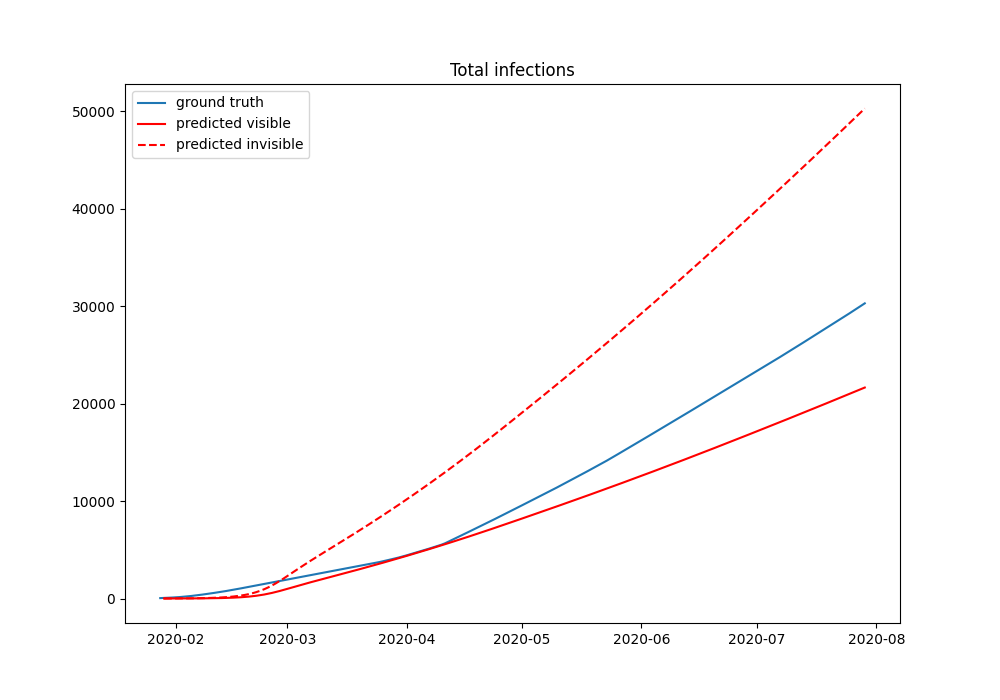 Total infections
ground truth
predicted visible
predicted invisible
50000
40000
30000
20000
10000
0
2020-02 2020-03 2020-04 2020-05 2020-06 2020-07 2020-08